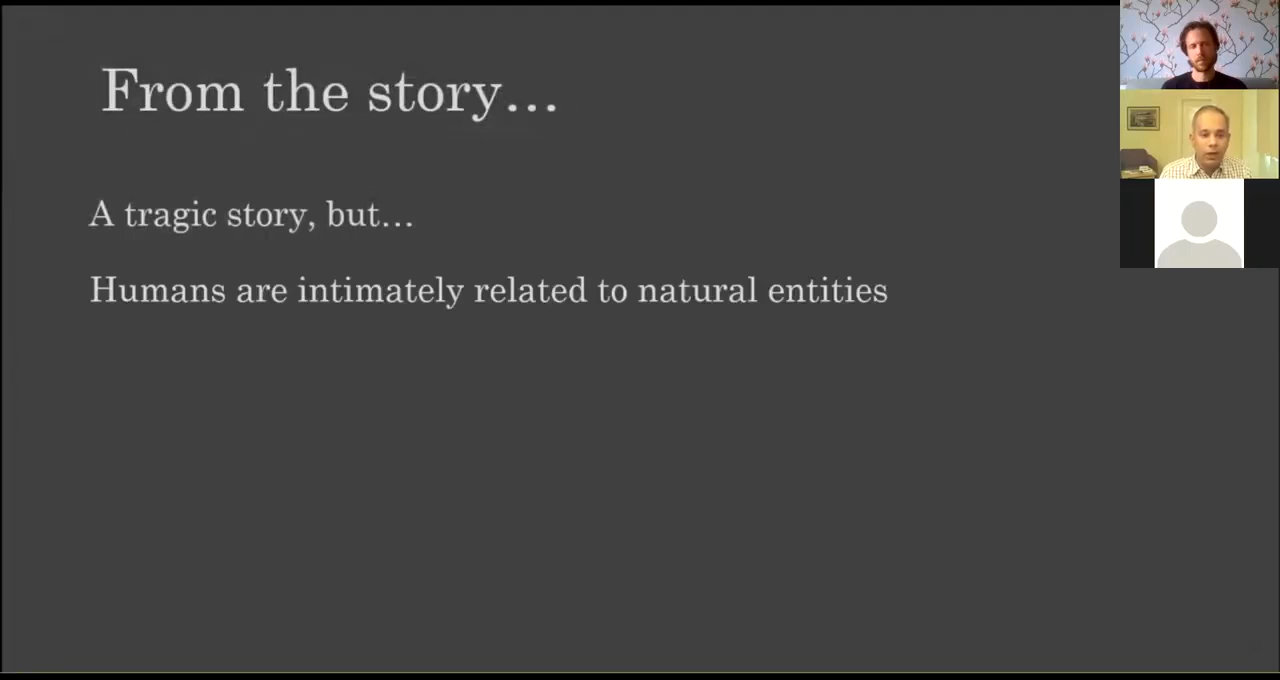 From the story...
A tragic story, but...
Humans are intimately related to natural entities